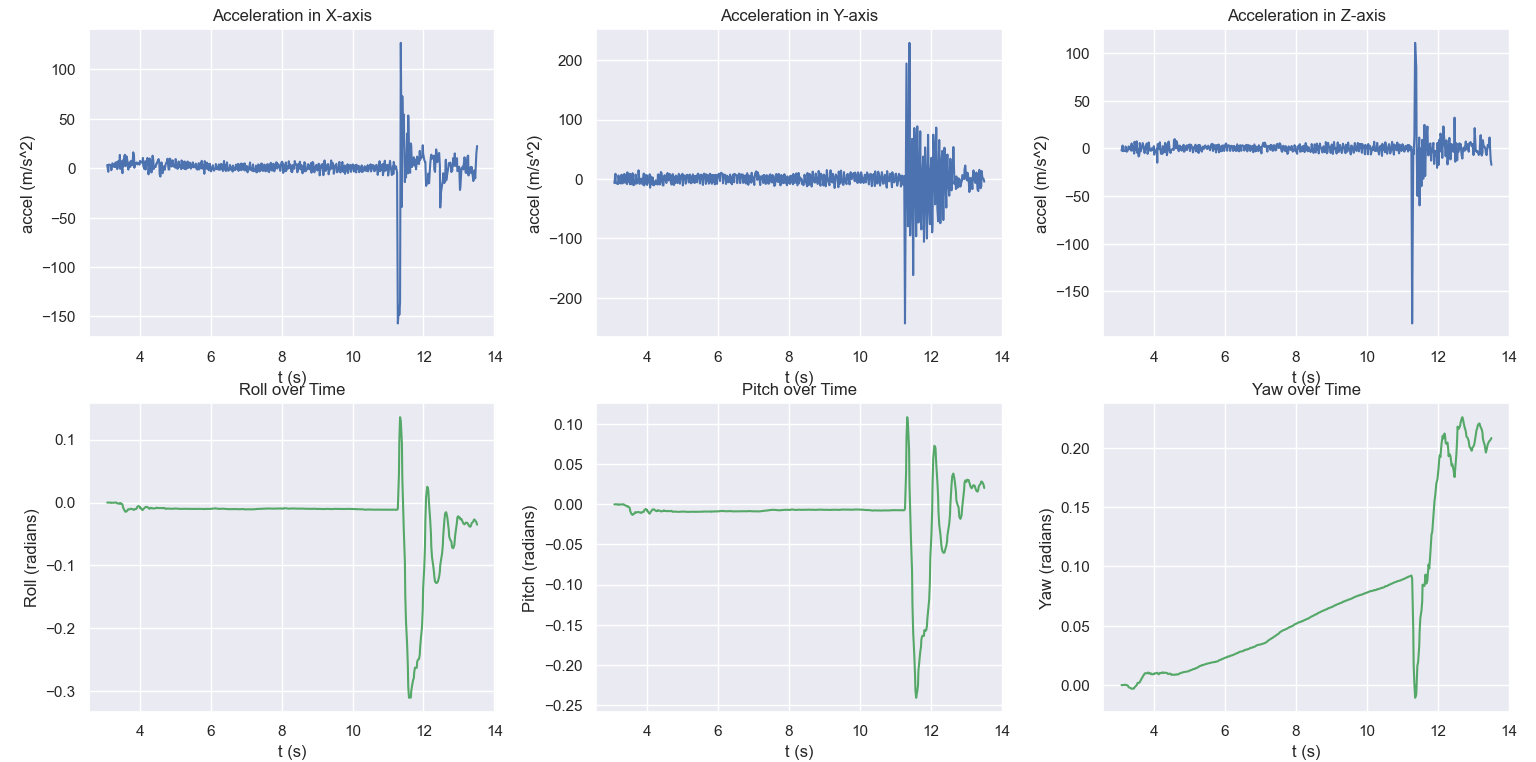 Acceleration in X-axis
accel (m/s^2)
100
50
0
−50
−100
−150
4 6 8 10 12 14
t (s)
Acceleration in Y-axis
accel (m/s^2)
200
100
0
−100
−200
4 6 8 10 12 14
t (s)
Acceleration in Z-axis
accel (m/s^2)
100
50
0
−50
−100
−150
4 6 8 10 12 14
t (s)
Roll over Time
Roll (radians)
0.1
0.0
−0.1
−0.2
−0.3
4 6 8 10 12 14
t (s)
Pitch over Time
Pitch (radians)
0.10
0.05
0.00
−0.05
−0.10
−0.15
−0.20
−0.25
4 6 8 10 12 14
t (s)
Yaw over Time
Yaw (radians)
0.20
0.15
0.10
0.05
0.00
4 6 8 10 12 14
t (s)